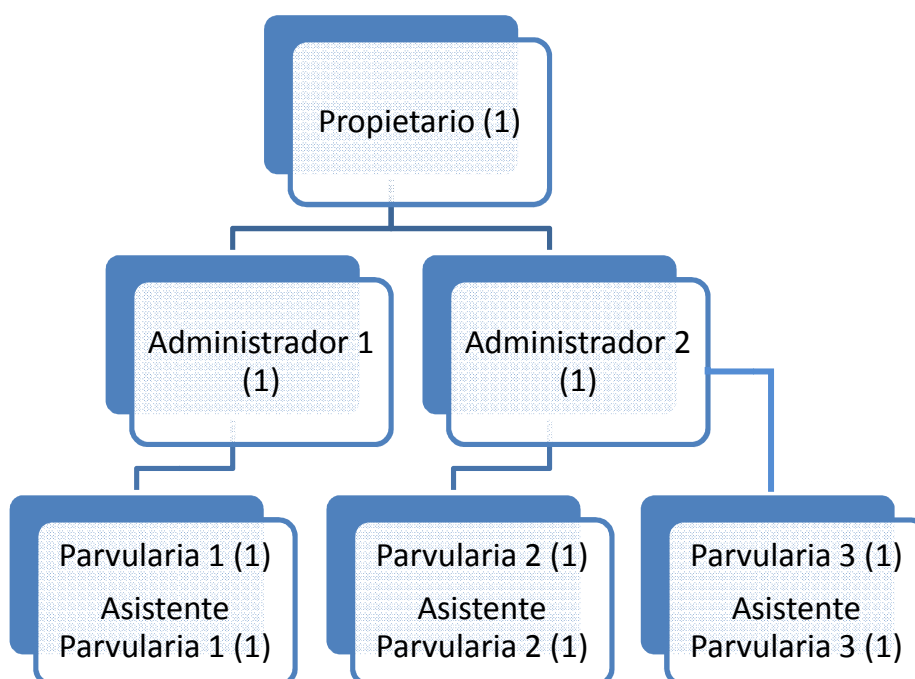 Propietario (1)
Administrador 1
(1)
Administrador 2
(1)
Parvularia 1 (1)
Asistente
Parvularia 1 (1)
Parvularia 2 (1)
Asistente
Parvularia 2 (1)
Parvularia 3 (1)
Asistente
Parvularia 3 (1)